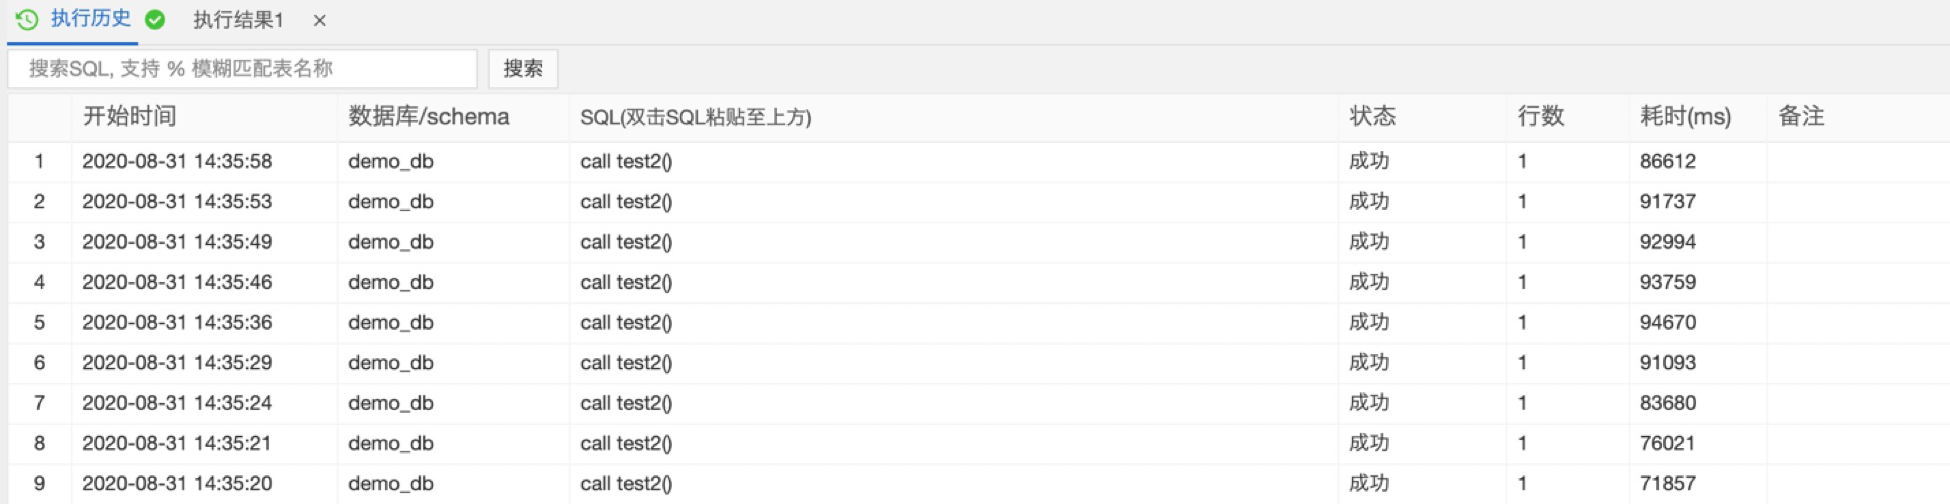 执行历史 执行结果1 ×
搜索SQL, 支持 % 模糊匹配表名称 搜索
开始时间 数据库/schema SQL(双击SQL粘贴至上方) 状态 行数 耗时(ms) 备注
1 2020-08-31 14:35:58 demo_db call test2() 成功 1 86612
2 2020-08-31 14:35:53 demo_db call test2() 成功 1 91737
3 2020-08-31 14:35:49 demo_db call test2() 成功 1 92994
4 2020-08-31 14:35:46 demo_db call test2() 成功 1 93759
5 2020-08-31 14:35:36 demo_db call test2() 成功 1 94670
6 2020-08-31 14:35:29 demo_db call test2() 成功 1 91093
7 2020-08-31 14:35:24 demo_db call test2() 成功 1 83680
8 2020-08-31 14:35:21 demo_db call test2() 成功 1 76021
9 2020-08-31 14:35:20 demo_db call test2() 成功 1 71857